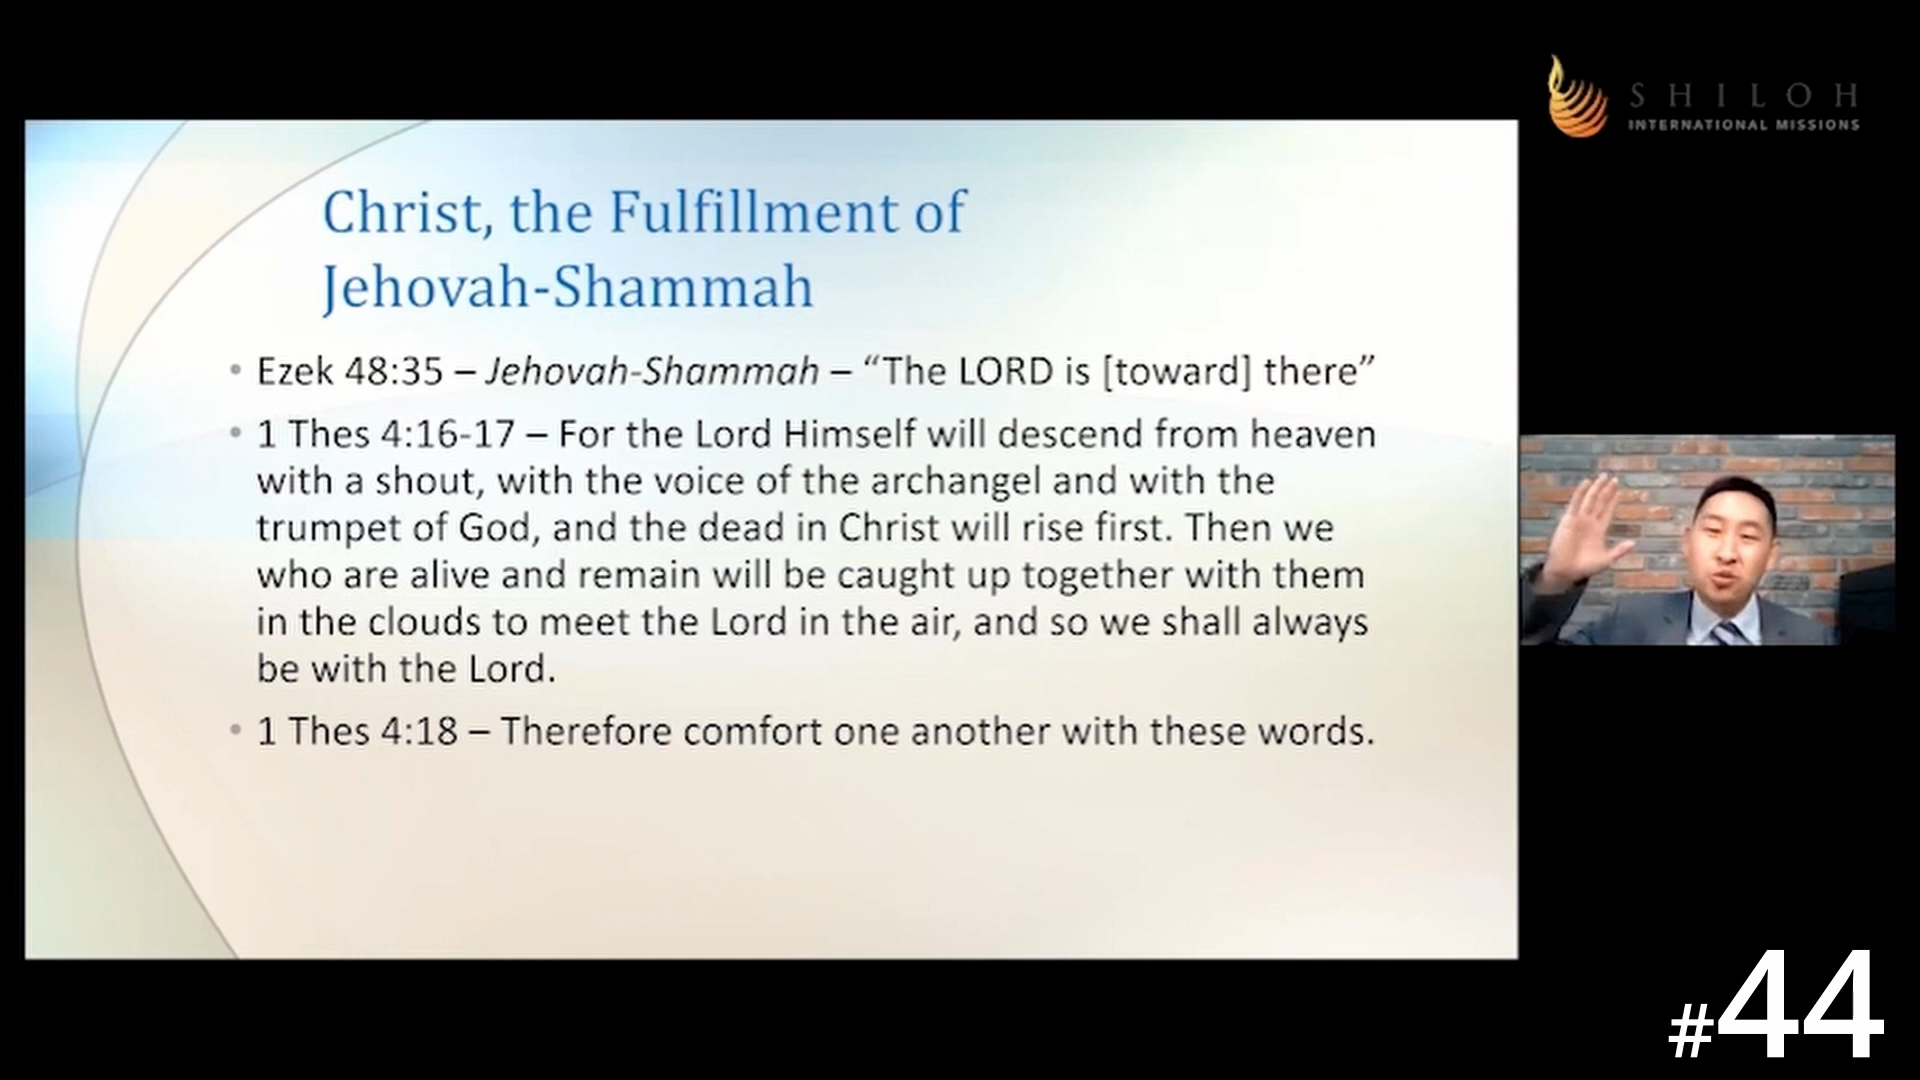 SHILOH
INTERNATIONAL MISSIONS
Christ, the Fulfillment of
Jehovah-Shammah
• Ezek 48:35 – Jehovah-Shammah – “The LORD is [toward] there”
• 1 Thes 4:16-17 – For the Lord Himself will descend from heaven
with a shout, with the voice of the archangel and with the
trumpet of God, and the dead in Christ will rise first. Then we
who are alive and remain will be caught up together with them
in the clouds to meet the Lord in the air, and so we shall always
be with the Lord.
• 1 Thes 4:18 – Therefore comfort one another with these words.
#44